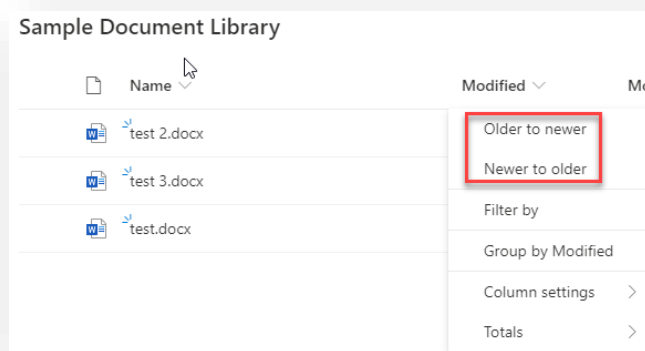 Sample Document Library
Name Modified Mo
test 2.docx
Older to newer
test 3.docx
Newer to older
test.docx
Filter by
Group by Modified
Column settings
Totals